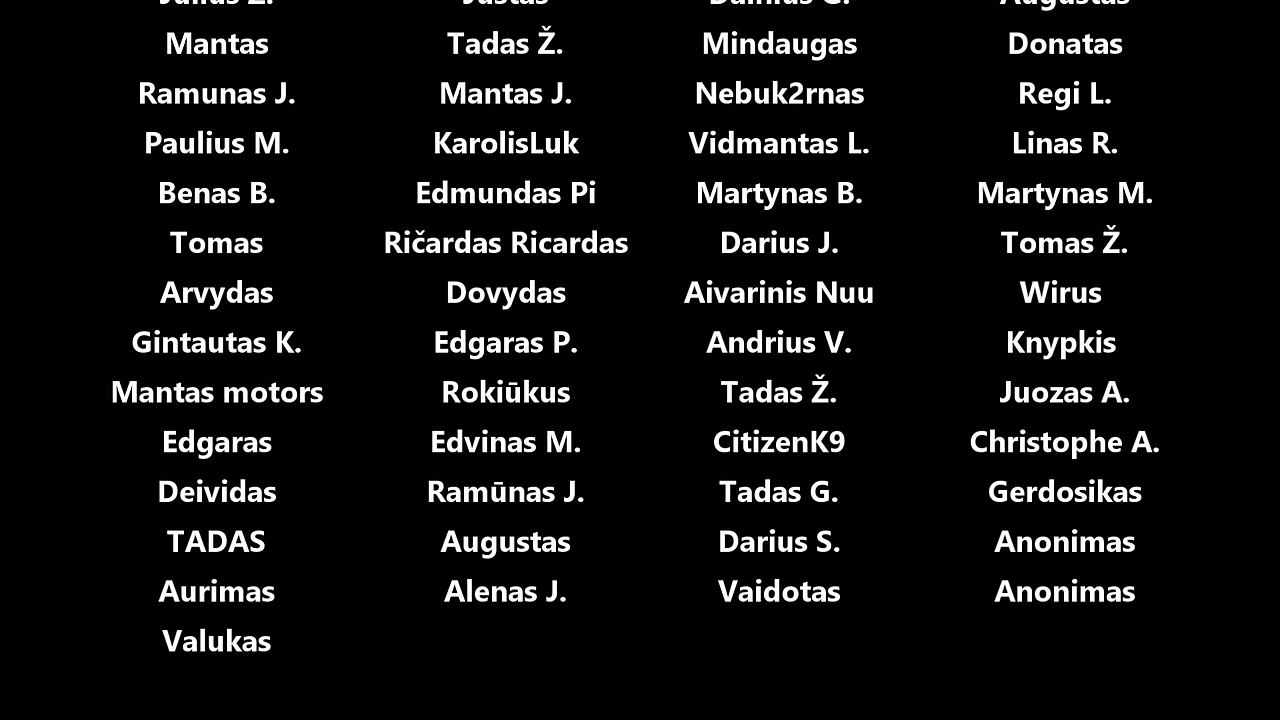 Mantas Tadas Ž. Mindaugas Donatas
Ramunas J. Mantas J. Nebuk2rnas Regi L.
Paulius M. KarolisLuk Vidmantas L. Linas R.
Benas B. Edmundas Pi Martynas B. Martynas M.
Tomas Ričardas Ricardas Darius J. Tomas Ž.
Arvydas Dovydas Aivarinis Nuu Wirus
Gintautas K. Edgaras P. Andrius V. Knypkis
Mantas motors Rokiūkus Tadas Ž. Juozas A.
Edgaras Edvinas M. CitizenK9 Christophe A.
Deividas Ramūnas J. Tadas G. Gerdosikas
TADAS Augustas Darius S. Anonimas
Aurimas Alenas J. Vaidotas Anonimas
Valukas